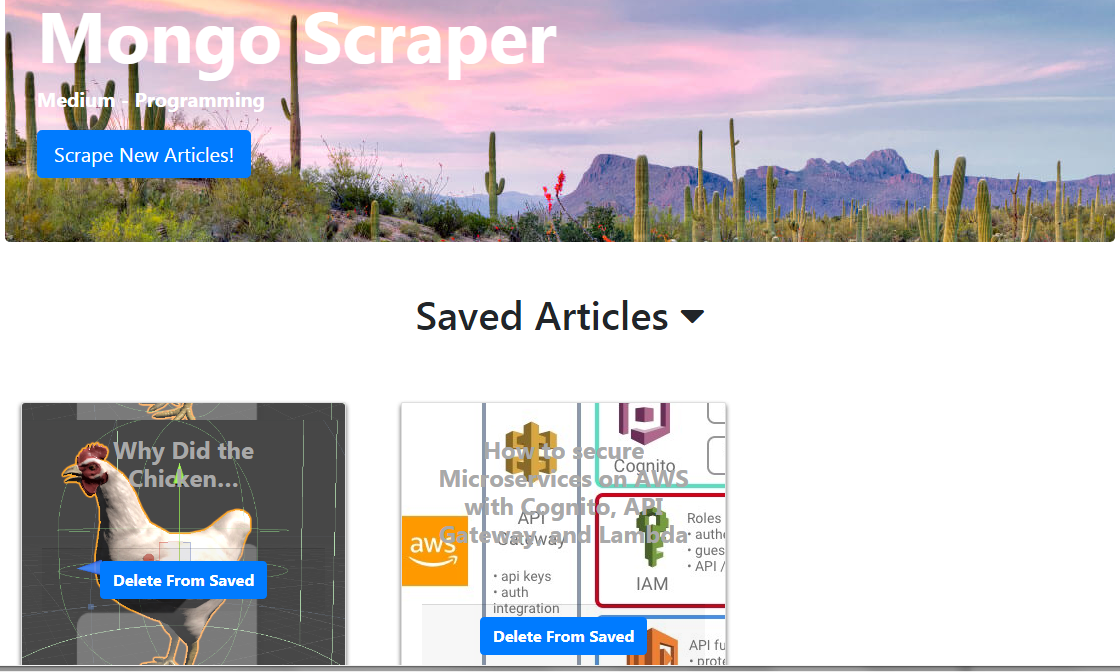 Mongo Scraper
Medium - Programming
Scrape New Articles!
Saved Articles
Why Did the
Chicken...
Delete From Saved
How to secure
Microservices on AWS
with Cognito, API
Gateway, and Lambda
aws
API
Gateway
• api keys
• auth
integration
Cognito
IAM
Roles
• authe
• gues
• API /
API fu
• prote
Delete From Saved